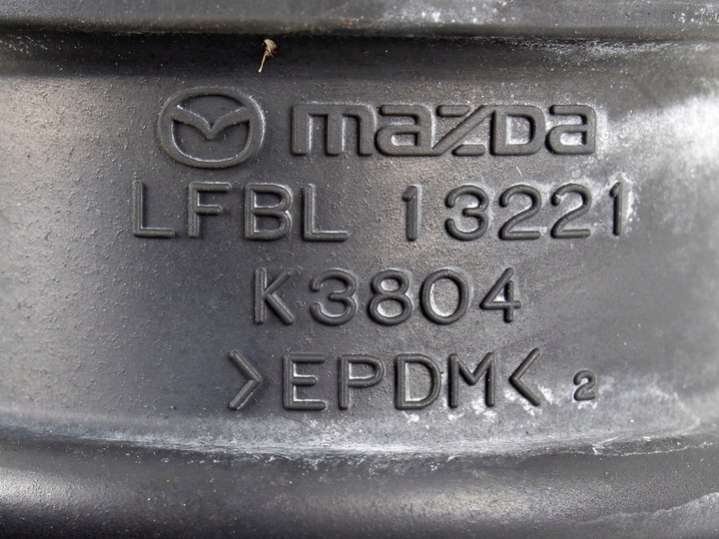 mazda
LFBL 13221
K3804
>EPDM< 2